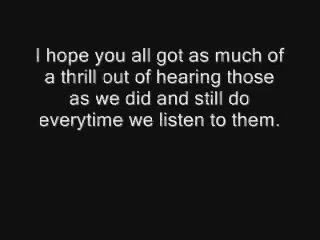 I hope you all got as much of
a thrill out of hearing those
as we did and still do
everytime we listen to them.